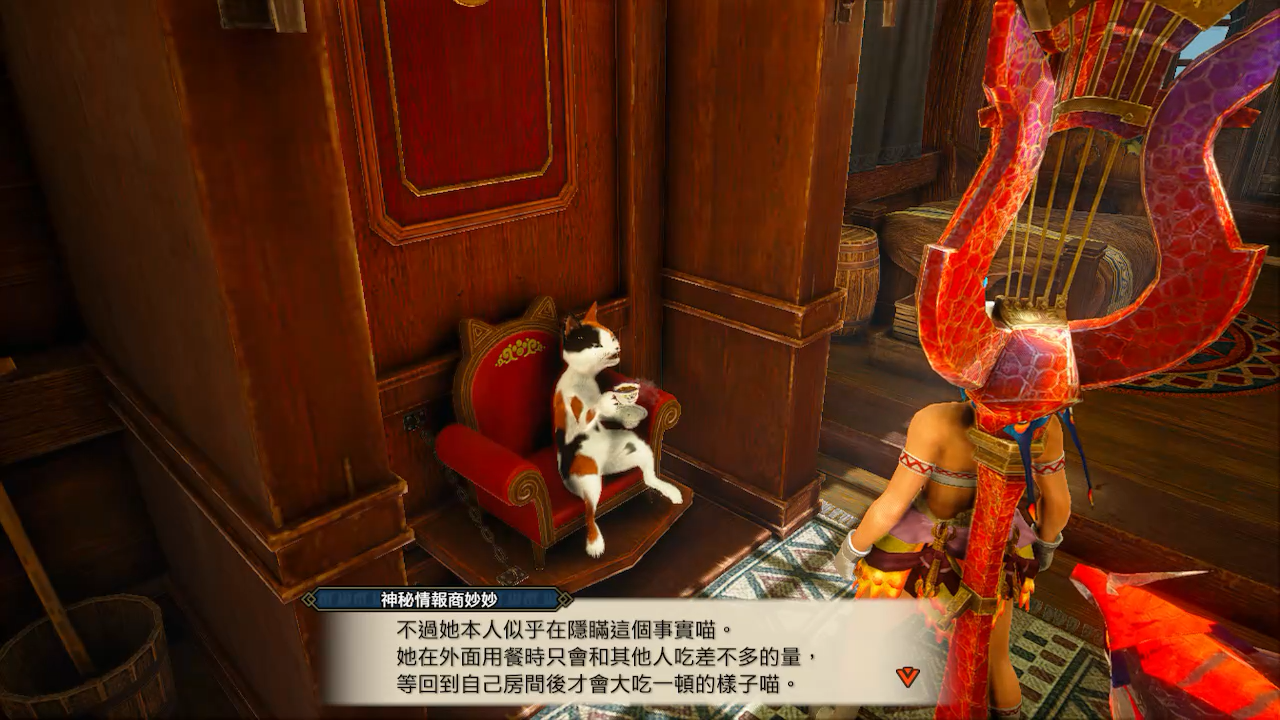 神秘情報商妙妙
不過她本人似乎在隱瞞這個事實喵。
她在外面用餐時只會和其他人吃差不多的量，
等回到自己房間後才會大吃一頓的樣子喵。